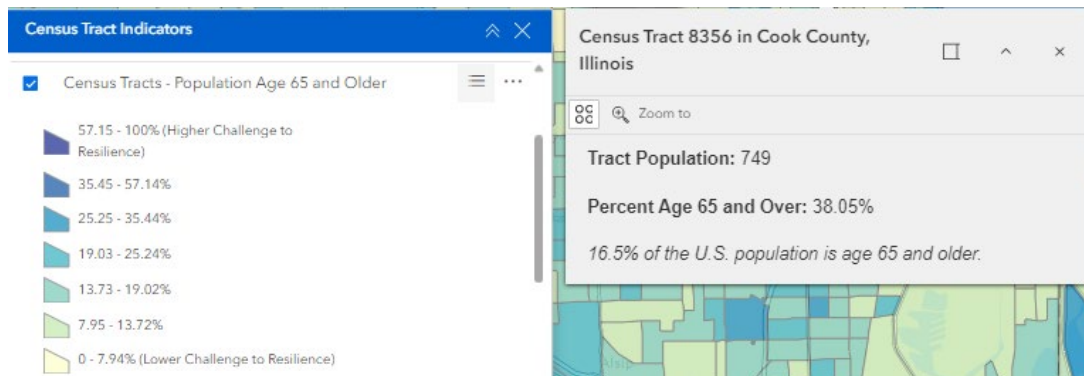 Census Tract Indicators
Census Tracts - Population Age 65 and Older
57.15 - 100% (Higher Challenge to
Resilience)
35.45 - 57.14%
25.25 - 35.44%
19.03 - 25.24%
13.73 - 19.02%
7.95 - 13.72%
0 - 7.94% (Lower Challenge to Resilience)
Census Tract 8356 in Cook County,
Illinois
Zoom to
Tract Population: 749
Percent Age 65 and Over: 38.05%
16.5% of the U.S. population is age 65 and older.
Alsip